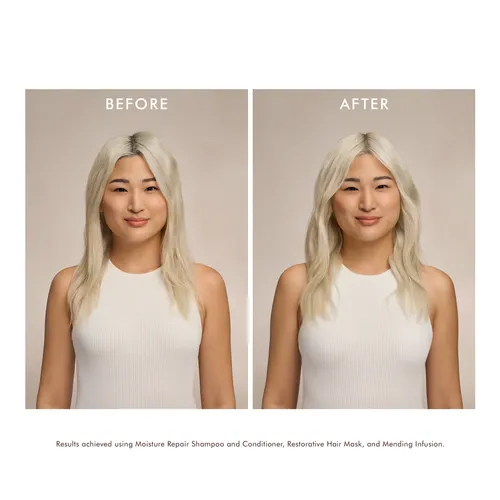 BEFORE
AFTER
Results achieved using Moisture Repair Shampoo and Conditioner, Restorative Hair Mask, and Mending Infusion.